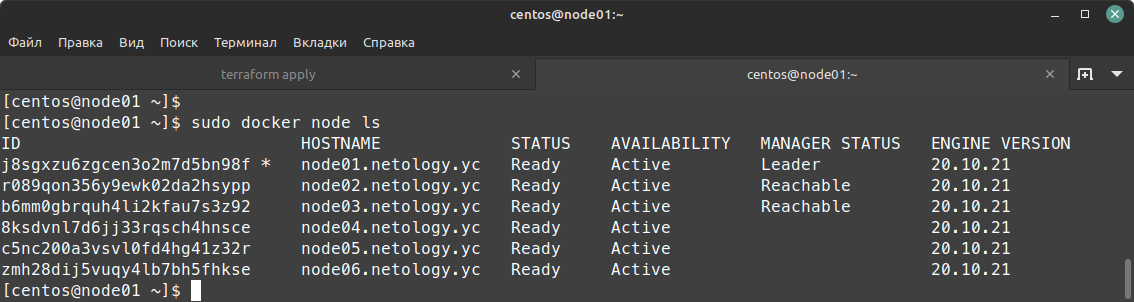 centos@node01:~
Файл Правка Вид Поиск Терминал Вкладки Справка
terraform apply centos@node01:~
[centos@node01 ~]$
[centos@node01 ~]$ sudo docker node ls
ID HOSTNAME STATUS AVAILABILITY MANAGER STATUS ENGINE VERSION
j8sgxzu6zgcen3o2m7d5bn98f * node01.netology.yc Ready Active Leader 20.10.21
r089qon356y9ewk02da2hsypp node02.netology.yc Ready Active Reachable 20.10.21
b6mm0gbrquh4li2kfau7s3z92 node03.netology.yc Ready Active Reachable 20.10.21
8ksdvnl7d6jj33rqsch4hnsce node04.netology.yc Ready Active 20.10.21
c5nc200a3vsvl0fd4hg41z32r node05.netology.yc Ready Active 20.10.21
zmh28dij5vuqy4lb7bh5fhkse node06.netology.yc Ready Active 20.10.21
[centos@node01 ~]$